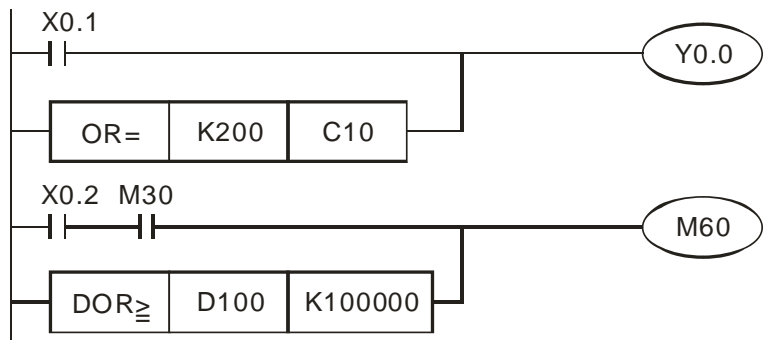 X0.1
Y0.0
OR= K200 C10
X0.2 M30
M60
DOR≧ D100 K100000